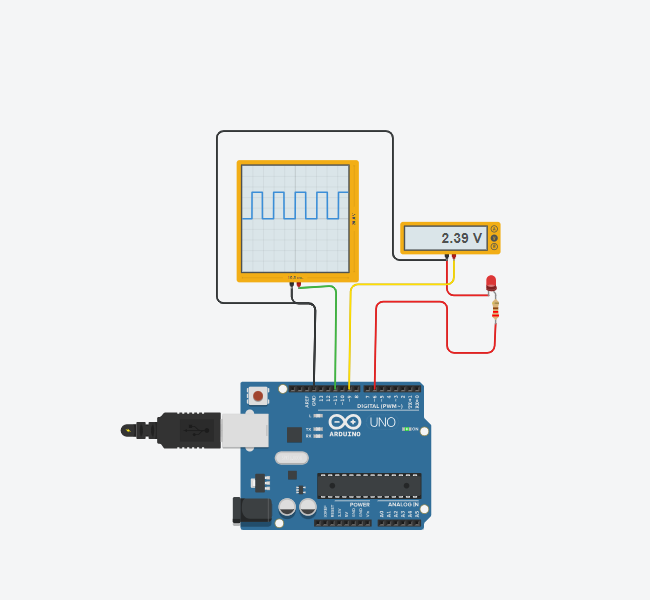 2.39 V
AREF
GND
13
12
~11
~10
~9
8
7
~6
~5
4
~3
2
TX→1
RX←0
DIGITAL (PWM~)
L
TX
RX
ARDUINO
UNO
ON
POWER
ANALOG IN
IOREF
RESET
3.3V
5V
GND
GND
Vin
A0
A1
A2
A3
A4
A5